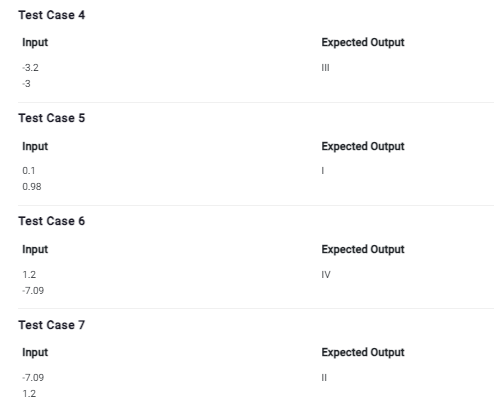 Test Case 4
Input Expected Output
-3.2 III
-3
Test Case 5
Input Expected Output
0.1 I
0.98
Test Case 6
Input Expected Output
1.2 IV
-7.09
Test Case 7
Input Expected Output
-7.09 II
1.2